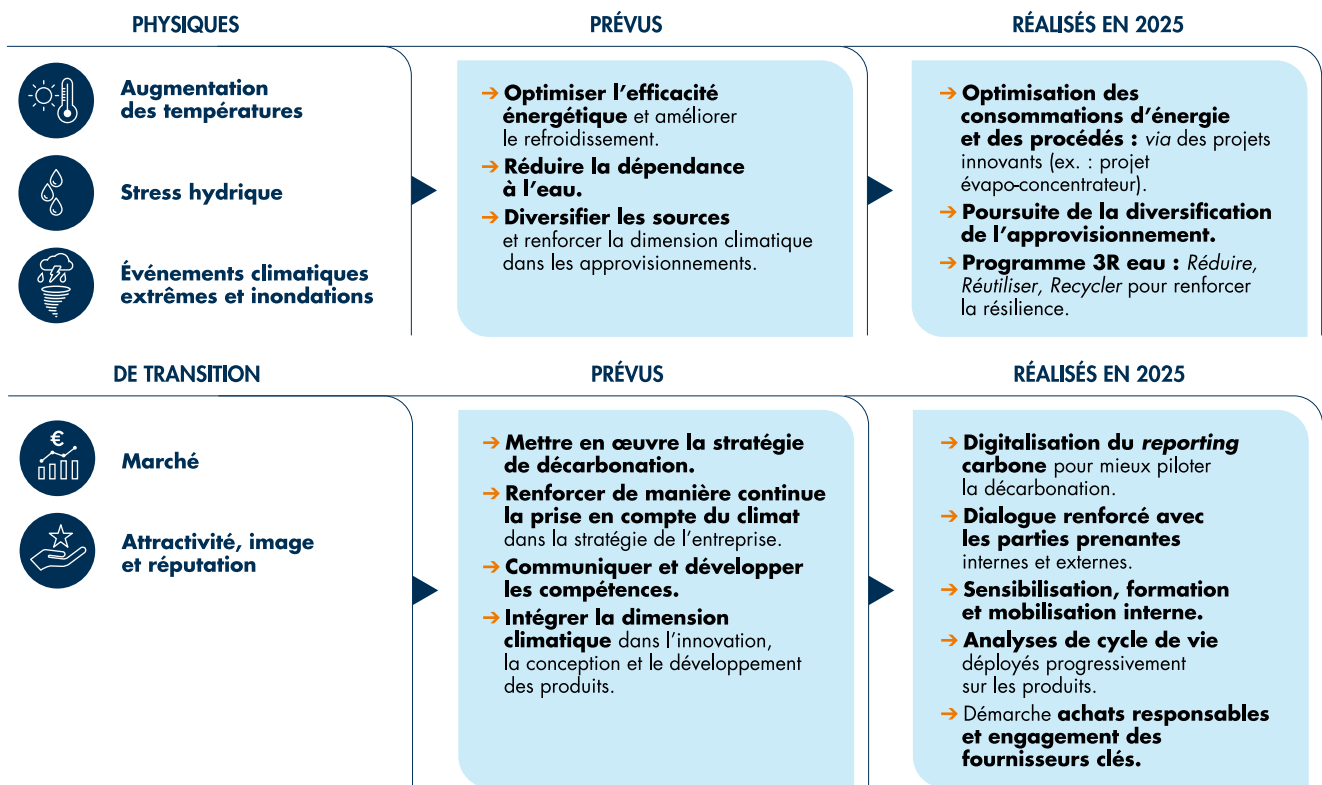 PHYSIQUES
PRÉVUS
RÉALISÉS EN 2025
Augmentation
des températures
Stress hydrique
Événements climatiques
extrêmes et inondations
➔ Optimiser l’efficacité
énergétique et améliorer
le refroidissement.
➔ Réduire la dépendance
à l’eau.
➔ Diversifier les sources
et renforcer la dimension climatique
dans les approvisionnements.
➔ Optimisation des
consommations d’énergie
et des procédés : via des projets
innovants (ex. : projet
évapo-concentrateur).
➔ Poursuite de la diversification
de l’approvisionnement.
➔ Programme 3R eau : Réduire,
Réutiliser, Recycler pour renforcer
la résilience.
DE TRANSITION
PRÉVUS
RÉALISÉS EN 2025
€
Marché
Attractivité, image
et réputation
➔ Mettre en œuvre la stratégie
de décarbonation.
➔ Renforcer de manière continue
la prise en compte du climat
dans la stratégie de l’entreprise.
➔ Communiquer et développer
les compétences.
➔ Intégrer la dimension
climatique dans l’innovation,
la conception et le développement
des produits.
➔ Digitalisation du reporting
carbone pour mieux piloter
la décarbonation.
➔ Dialogue renforcé avec
les parties prenantes
internes et externes.
➔ Sensibilisation, formation
et mobilisation interne.
➔ Analyses de cycle de vie
déployés progressivement
sur les produits.
➔ Démarche achats responsables
et engagement des
fournisseurs clés.